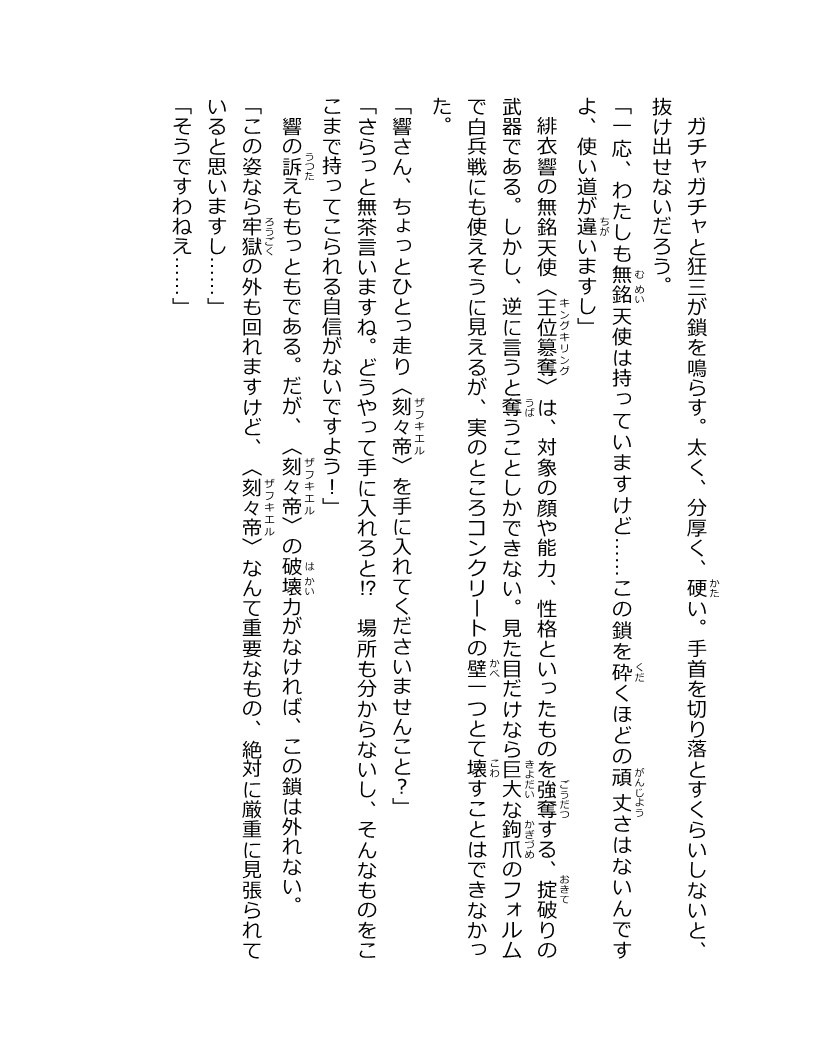 ガチャガチャと狂三が鎖を鳴らす。太く、分厚く、硬い。手首を切り落とすくらいしないと、
抜け出せないだろう。
「一応、わたしも無銘天使は持っていますけど……この鎖を砕くほどの頑丈さはないんです
よ、使い道が違いますし」
緋衣響の無銘天使〈王位簒奪〉は、対象の顔や能力、性格といったものを強奪する、掟破りの
武器である。しかし、逆に言うと奪うことしかできない。見た目だけなら巨大な鉤爪のフォルム
で白兵戦にも使えそうに見えるが、実のところコンクリートの壁一つとて壊すことはできなかっ
た。
「響さん、ちょっとひとっ走り〈刻々帝〉を手に入れてくださいませんこと?」
「さらっと無茶言いますね。どうやって手に入れろと!? 場所も分からないし、そんなものをこ
こまで持ってこられる自信がないですよう!」
響の訴えももっともである。だが、〈刻々帝〉の破壊力がなければ、この鎖は外れない。
「この姿なら牢獄の外も回れますけど、〈刻々帝〉なんて重要なもの、絶対に厳重に見張られて
いると思いますし……」
「そうですわねえ……」